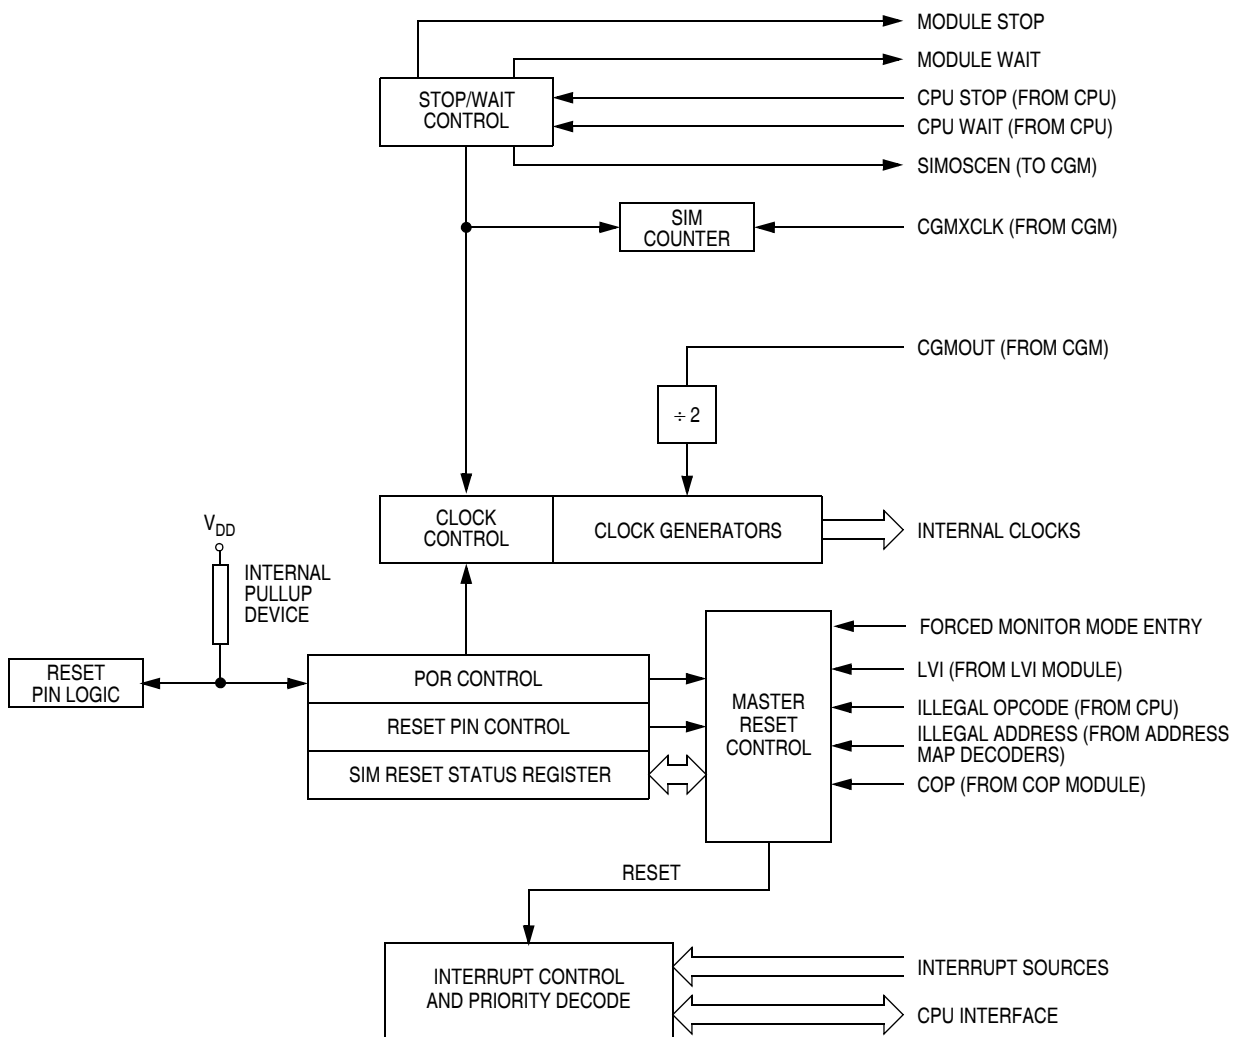 MODULE STOP
MODULE WAIT
STOP/WAIT
CONTROL
CPU STOP (FROM CPU)
CPU WAIT (FROM CPU)
SIMOSCEN (TO CGM)
SIM
COUNTER
CGMXCLK (FROM CGM)
CGMOUT (FROM CGM)
÷ 2
CLOCK
CONTROL
CLOCK GENERATORS
INTERNAL CLOCKS
VDD
INTERNAL
PULLUP
DEVICE
RESET
PIN LOGIC
POR CONTROL
RESET PIN CONTROL
SIM RESET STATUS REGISTER
MASTER
RESET
CONTROL
FORCED MONITOR MODE ENTRY
LVI (FROM LVI MODULE)
ILLEGAL OPCODE (FROM CPU)
ILLEGAL ADDRESS (FROM ADDRESS
MAP DECODERS)
COP (FROM COP MODULE)
RESET
INTERRUPT CONTROL
AND PRIORITY DECODE
INTERRUPT SOURCES
CPU INTERFACE